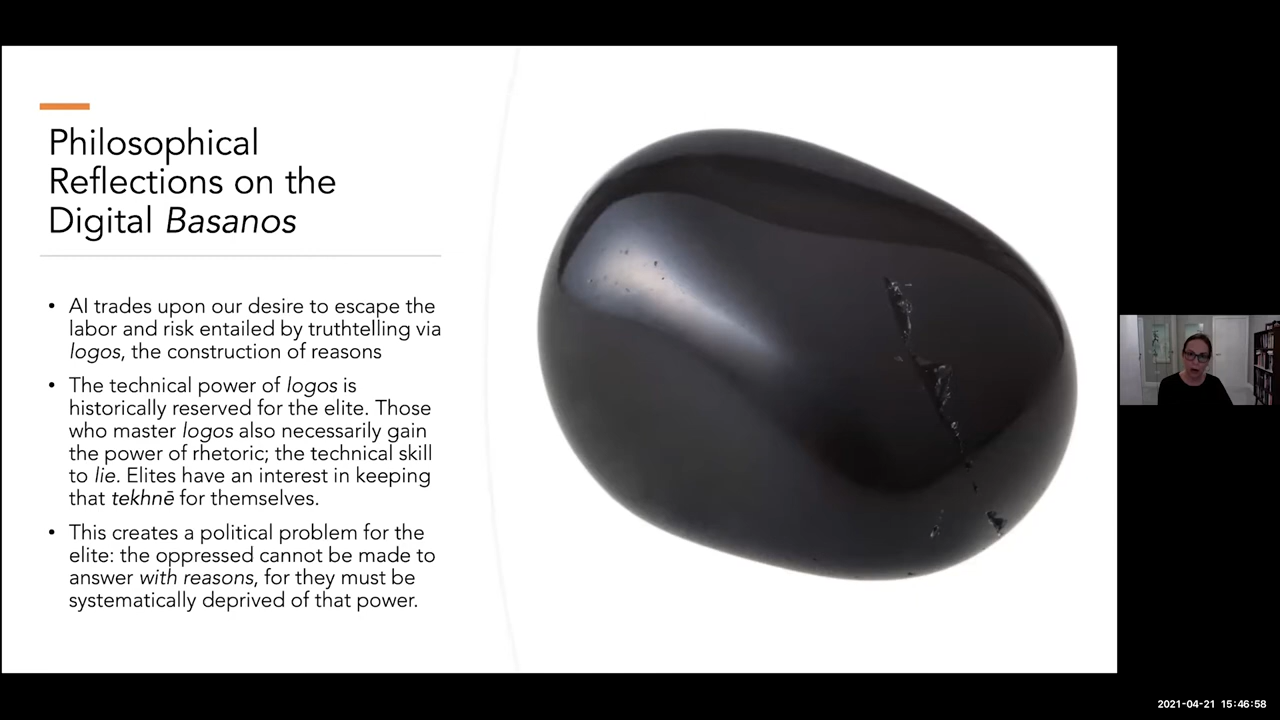 Philosophical
Reflections on the
Digital Basanos
• AI trades upon our desire to escape the
labor and risk entailed by truthtelling via
logos, the construction of reasons
• The technical power of logos is
historically reserved for the elite. Those
who master logos also necessarily gain
the power of rhetoric; the technical skill
to lie. Elites have an interest in keeping
that tekhnē for themselves.
• This creates a political problem for the
elite: the oppressed cannot be made to
answer with reasons, for they must be
systematically deprived of that power.
2021-04-21 15:46:58